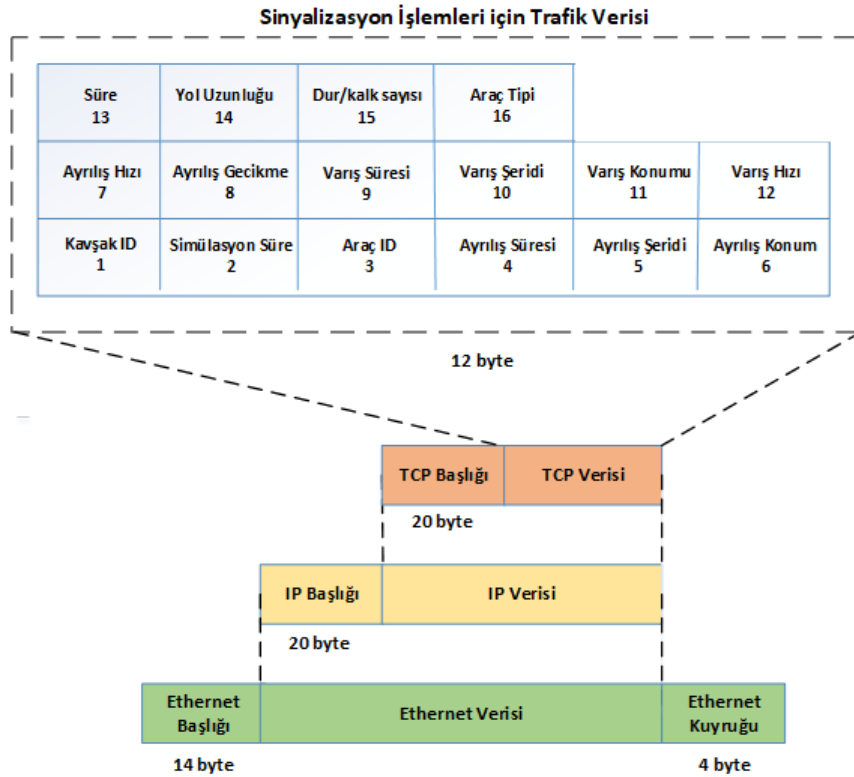 Sinyalizasyon İşlemleri için Trafik Verisi
Süre
13
Yol Uzunluğu
14
Dur/kalk sayısı
15
Araç Tipi
16
Ayrılış Hızı
7
Ayrılış Gecikme
8
Varış Süresi
9
Varış Şeridi
10
Varış Konumu
11
Varış Hızı
12
Kavşak ID
1
Simülasyon Süre
2
Araç ID
3
Ayrılış Süresi
4
Ayrılış Şeridi
5
Ayrılış Konum
6
12 byte
TCP Başlığı
TCP Verisi
20 byte
IP Başlığı
IP Verisi
20 byte
Ethernet
Başlığı
Ethernet Verisi
Ethernet
Kuyruğu
14 byte
4 byte